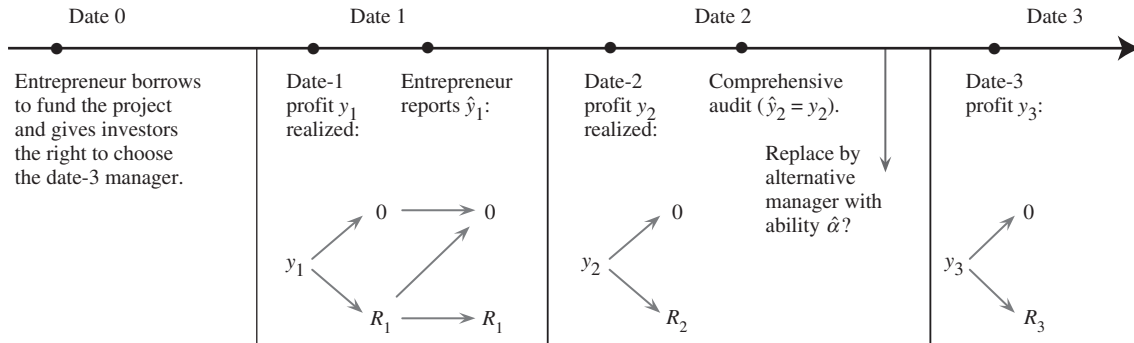 Date 0 Date 1 Date 2 Date 3
Entrepreneur borrows
to fund the project
and gives investors
the right to choose
the date-3 manager.
Date-1
profit y₁
realized:
Entrepreneur
reports ŷ₁:
Date-2
profit y₂
realized:
Comprehensive
audit (ŷ₂ = y₂).
Replace by
alternative
manager with
ability α̂?
Date-3
profit y₃:
0 0
y₁
R₁ R₁
0
y₂
R₂
0
y₃
R₃